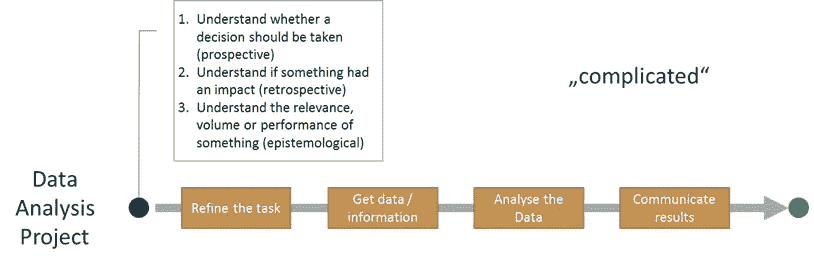 1. Understand whether a
decision should be taken
(prospective)
2. Understand if something had
an impact (retrospective)
3. Understand the relevance,
volume or performance of
something (epistemological)
„complicated“
Data
Analysis
Project
Refine the task
Get data /
information
Analyse the
Data
Communicate
results